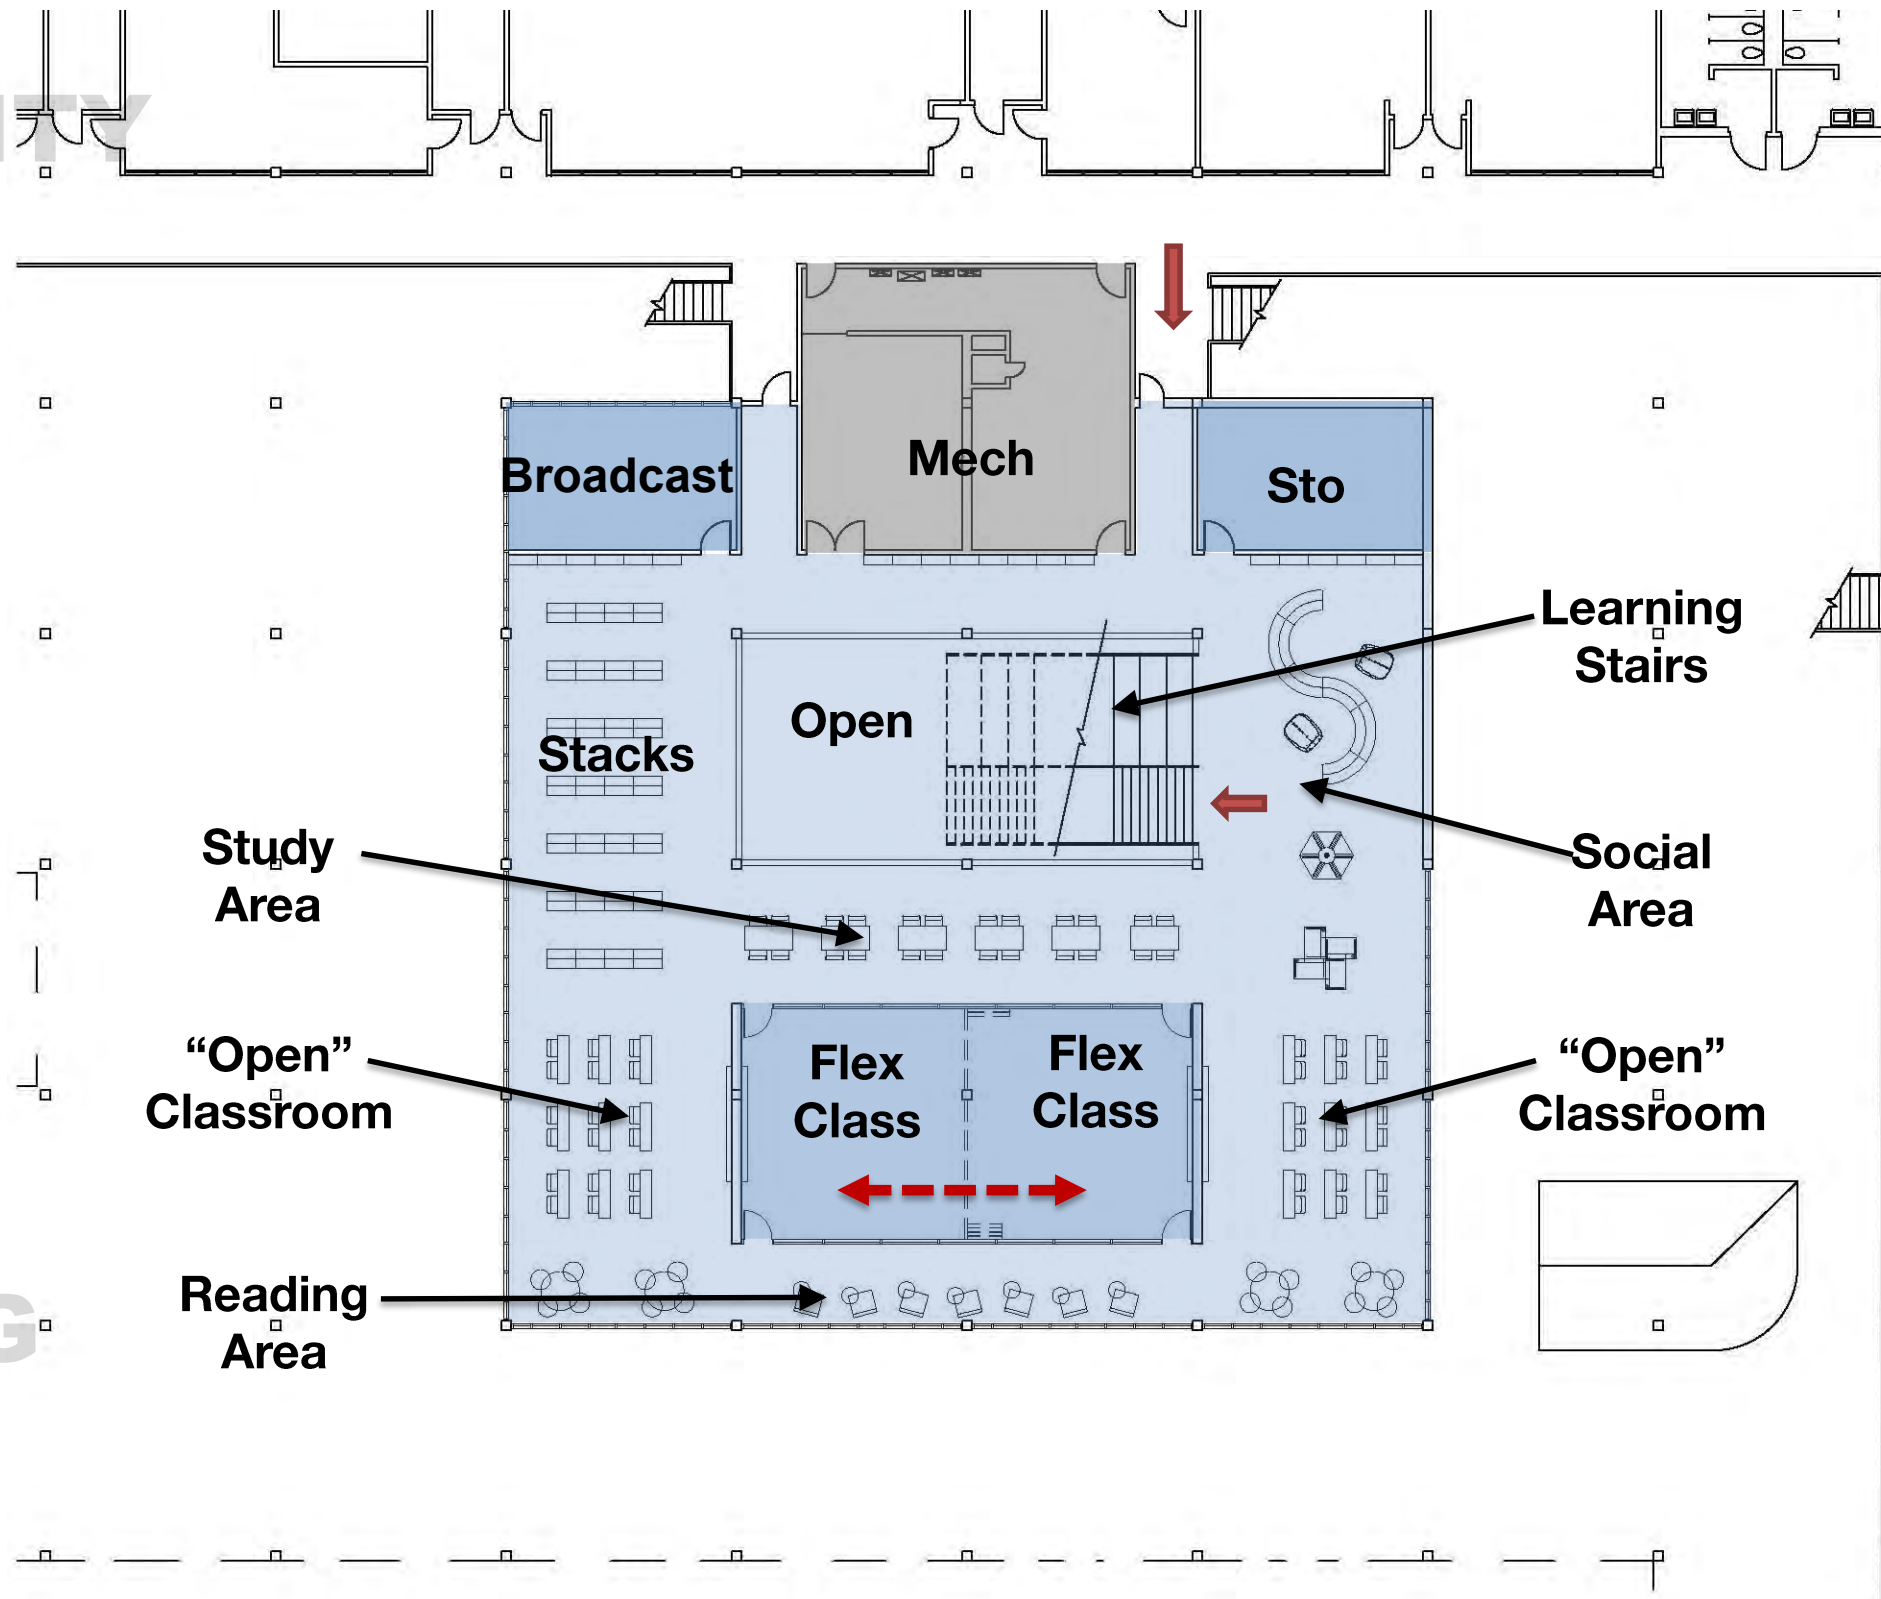 ITY
Broadcast
Mech
Sto
Learning
Stairs
Open
Stacks
Study
Area
Social
Area
“Open”
Classroom
Flex
Class
Flex
Class
“Open”
Classroom
Reading
Area
G